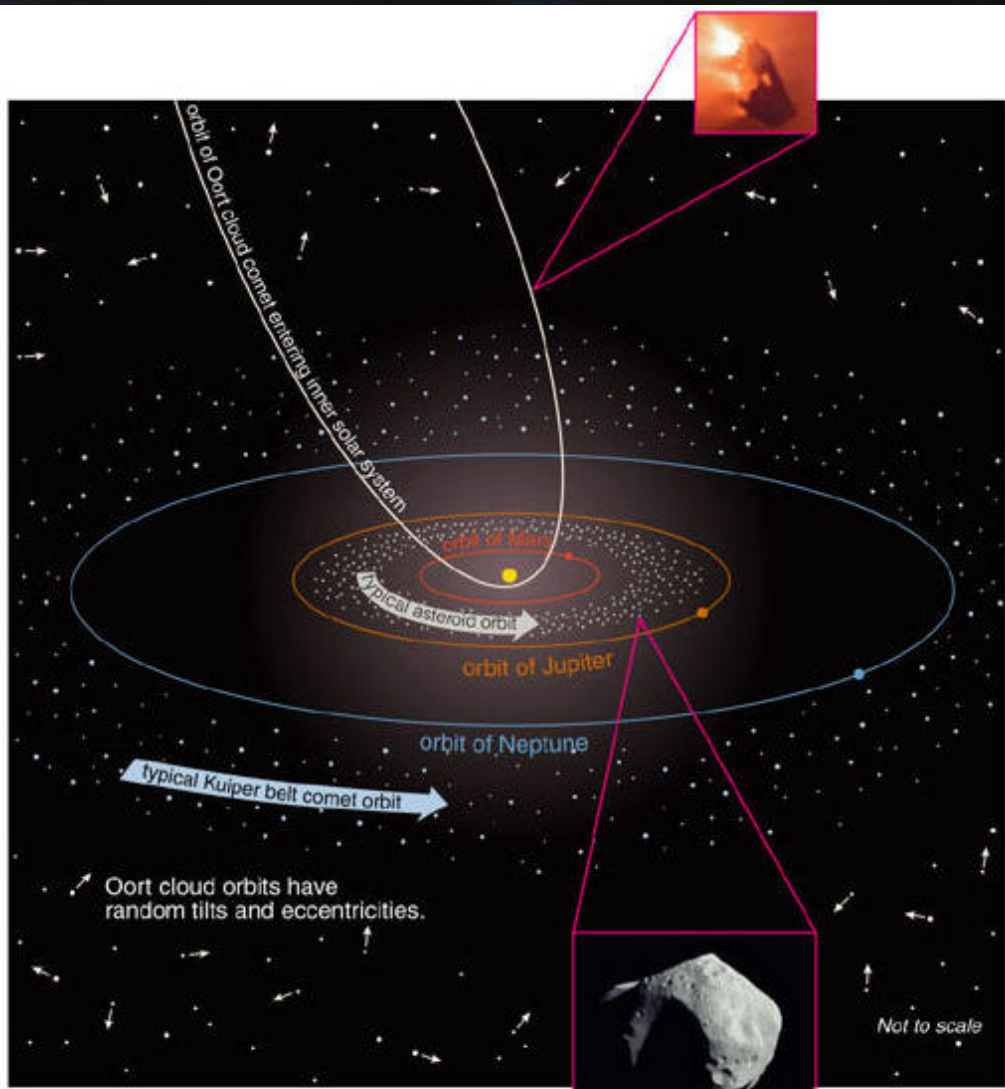 orbit of Oort cloud comet entering inner solar system
orbit of Mars
typical asteroid orbit
orbit of Jupiter
orbit of Neptune
typical Kuiper belt comet orbit
Oort cloud orbits have
random tilts and eccentricities.
Not to scale